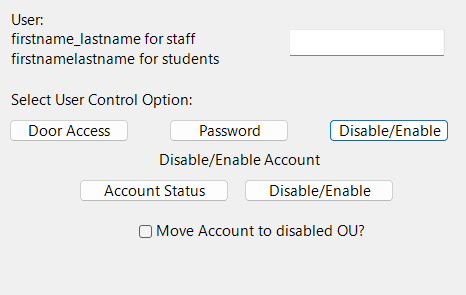 User:
firstname_lastname for staff
firstnamelastname for students
Select User Control Option:
Door Access Password Disable/Enable
Disable/Enable Account
Account Status Disable/Enable
Move Account to disabled OU?